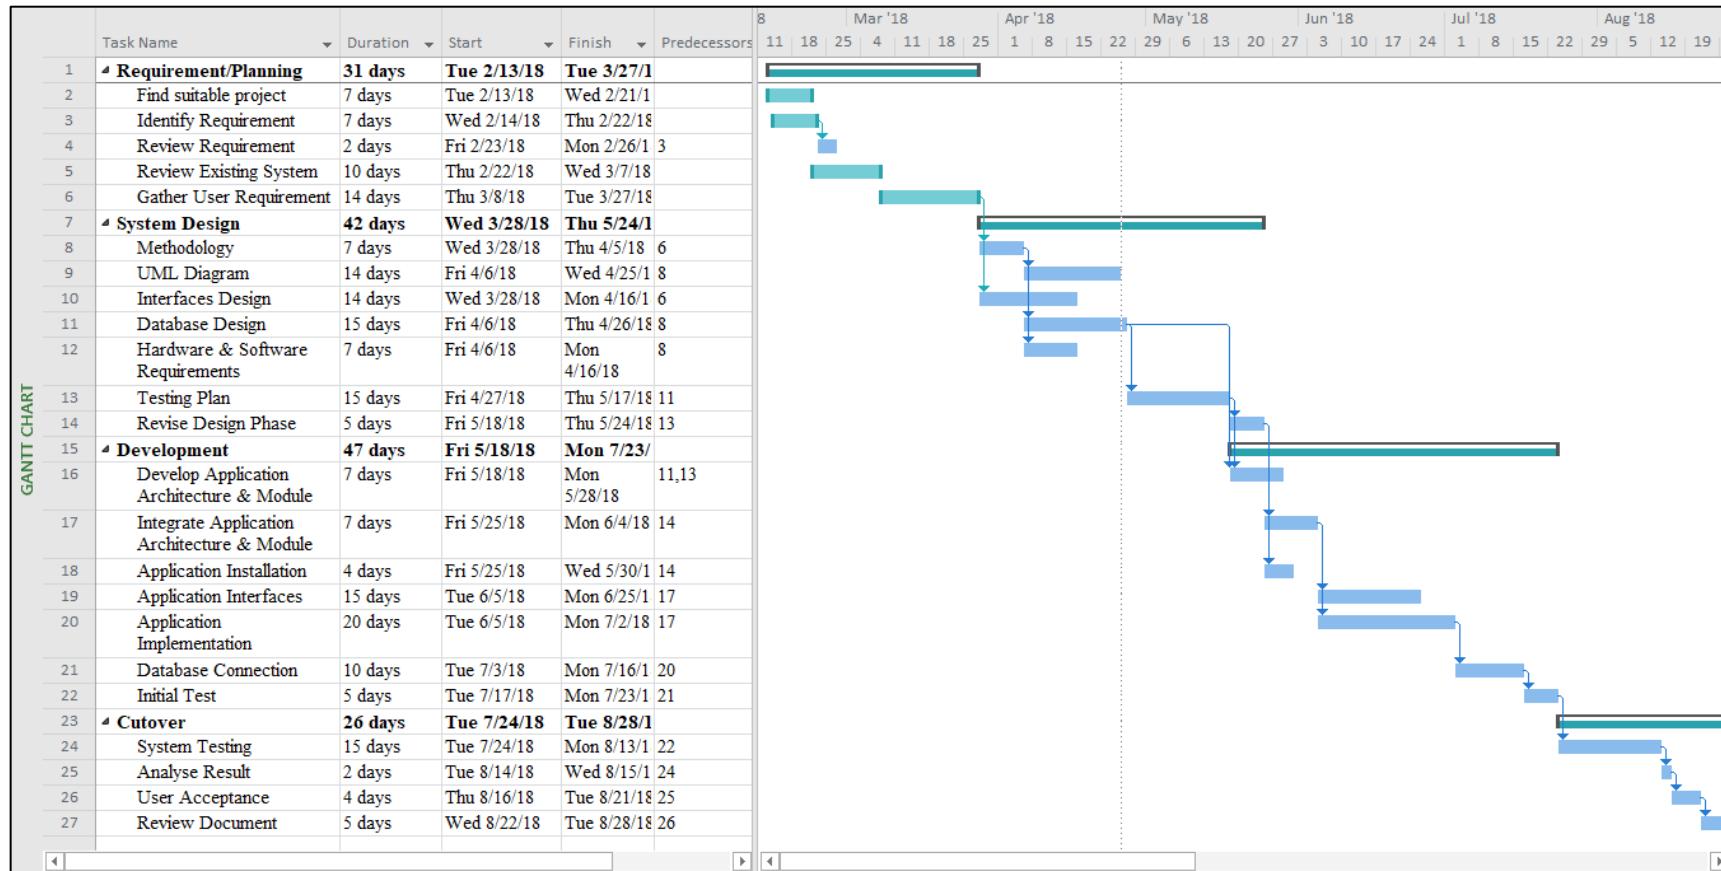 8 Mar '18 Apr '18 May '18 Jun '18 Jul '18 Aug '18
Task Name Duration Start Finish Predecessors 11 18 25 4 11 18 25 1 8 15 22 29 6 13 20 27 3 10 17 24 1 8 15 22 29 5 12 19
1 Requirement/Planning 31 days Tue 2/13/18 Tue 3/27/1
2 Find suitable project 7 days Tue 2/13/18 Wed 2/21/1
3 Identify Requirement 7 days Wed 2/14/18 Thu 2/22/18
4 Review Requirement 2 days Fri 2/23/18 Mon 2/26/1 3
5 Review Existing System 10 days Thu 2/22/18 Wed 3/7/18
6 Gather User Requirement 14 days Thu 3/8/18 Tue 3/27/18
7 System Design 42 days Wed 3/28/18 Thu 5/24/1
8 Methodology 7 days Wed 3/28/18 Thu 4/5/18 6
9 UML Diagram 14 days Fri 4/6/18 Wed 4/25/1 8
10 Interfaces Design 14 days Wed 3/28/18 Mon 4/16/1 6
11 Database Design 15 days Fri 4/6/18 Thu 4/26/18 8
12 Hardware & Software 7 days Fri 4/6/18 Mon 8
Requirements 4/16/18
13 Testing Plan 15 days Fri 4/27/18 Thu 5/17/18 11
14 Revise Design Phase 5 days Fri 5/18/18 Thu 5/24/18 13
15 Development 47 days Fri 5/18/18 Mon 7/23/
16 Develop Application 7 days Fri 5/18/18 Mon 11,13
Architecture & Module 5/28/18
17 Integrate Application 7 days Fri 5/25/18 Mon 6/4/18 14
Architecture & Module
18 Application Installation 4 days Fri 5/25/18 Wed 5/30/1 14
19 Application Interfaces 15 days Tue 6/5/18 Mon 6/25/1 17
20 Application 20 days Tue 6/5/18 Mon 7/2/18 17
Implementation
21 Database Connection 10 days Tue 7/3/18 Mon 7/16/1 20
22 Initial Test 5 days Tue 7/17/18 Mon 7/23/1 21
23 Cutover 26 days Tue 7/24/18 Tue 8/28/1
24 System Testing 15 days Tue 7/24/18 Mon 8/13/1 22
25 Analyse Result 2 days Tue 8/14/18 Wed 8/15/1 24
26 User Acceptance 4 days Thu 8/16/18 Tue 8/21/18 25
27 Review Document 5 days Wed 8/22/18 Tue 8/28/18 26
GANTT CHART